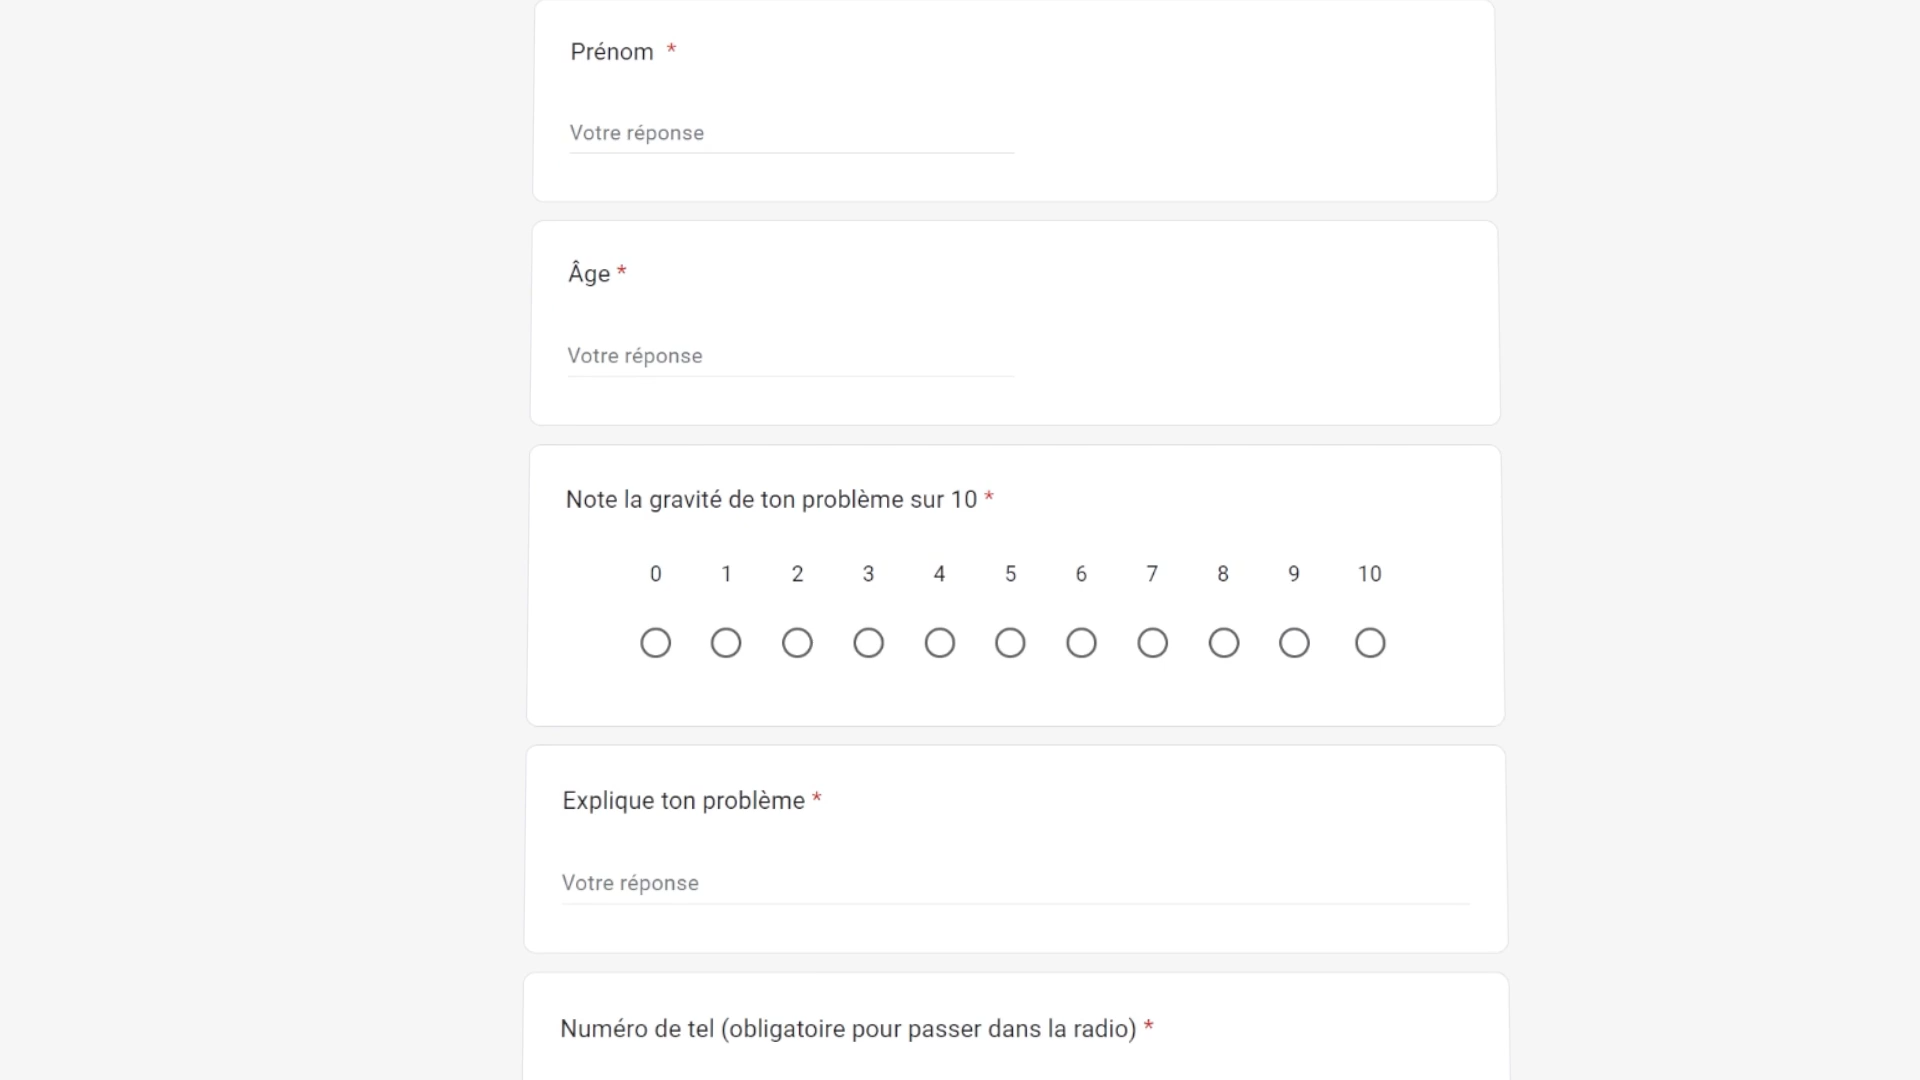 Prénom *
Votre réponse
Âge *
Votre réponse
Note la gravité de ton problème sur 10 *
0 1 2 3 4 5 6 7 8 9 10
Explique ton problème *
Votre réponse
Numéro de tel (obligatoire pour passer dans la radio) *